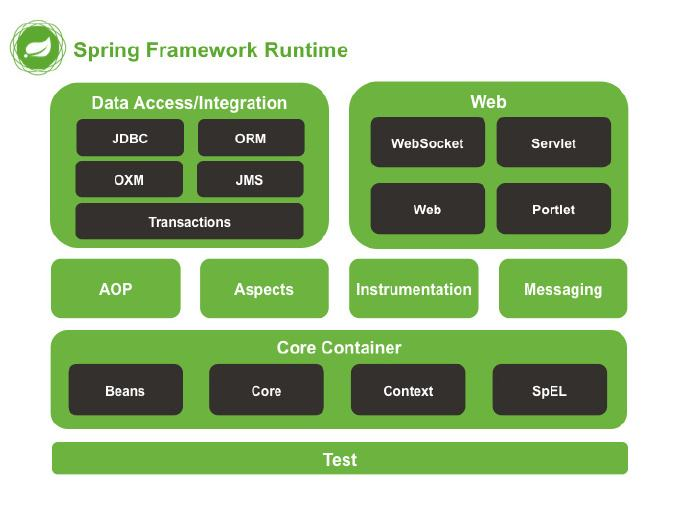 Spring Framework Runtime
Data Access/Integration
JDBC
ORM
OXM
JMS
Transactions
Web
WebSocket
Servlet
Web
Portlet
AOP
Aspects
Instrumentation
Messaging
Core Container
Beans
Core
Context
SpEL
Test